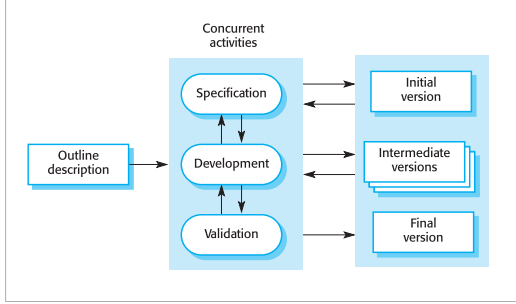 Concurrent
activities
Specification
Initial
version
Outline
description
Development
Intermediate
versions
Validation
Final
version